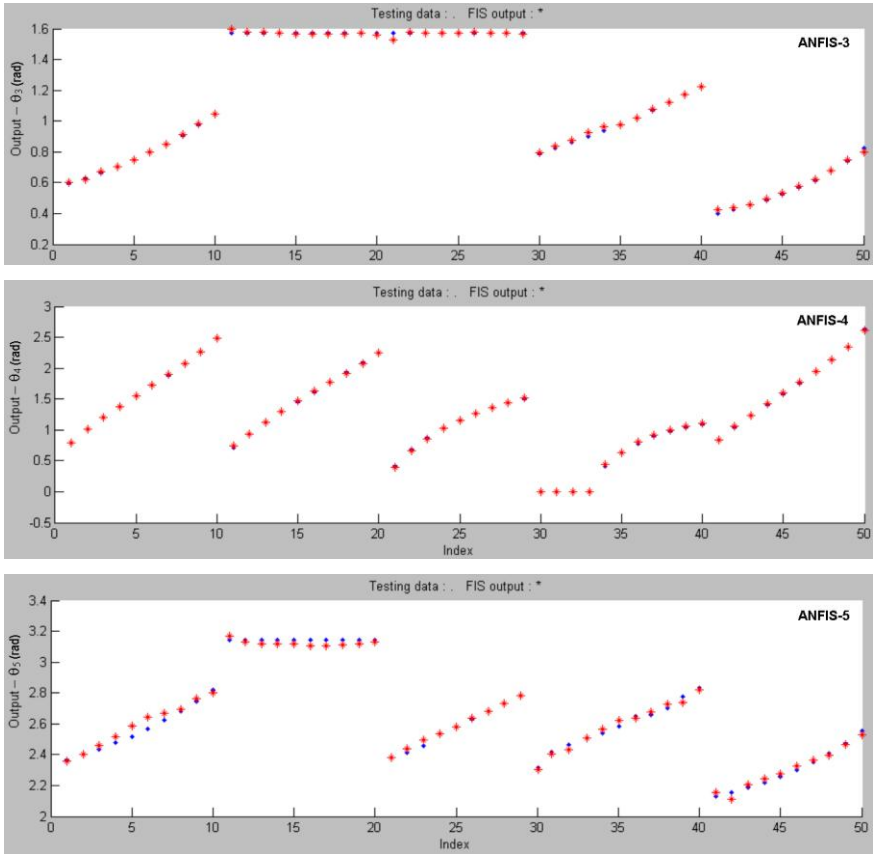 Testing data : .    FIS output : *
ANFIS-3
Output – θ3 (rad)
1.6
1.4
1.2
1
0.8
0.6
0.4
0.2
0 5 10 15 20 25 30 35 40 45 50
Testing data : .    FIS output : *
ANFIS-4
Output – θ4 (rad)
3
2.5
2
1.5
1
0.5
0
-0.5
0 5 10 15 20 25 30 35 40 45 50
Index
Testing data : .    FIS output : *
ANFIS-5
Output – θ5 (rad)
3.4
3.2
3
2.8
2.6
2.4
2.2
2
0 5 10 15 20 25 30 35 40 45 50
Index